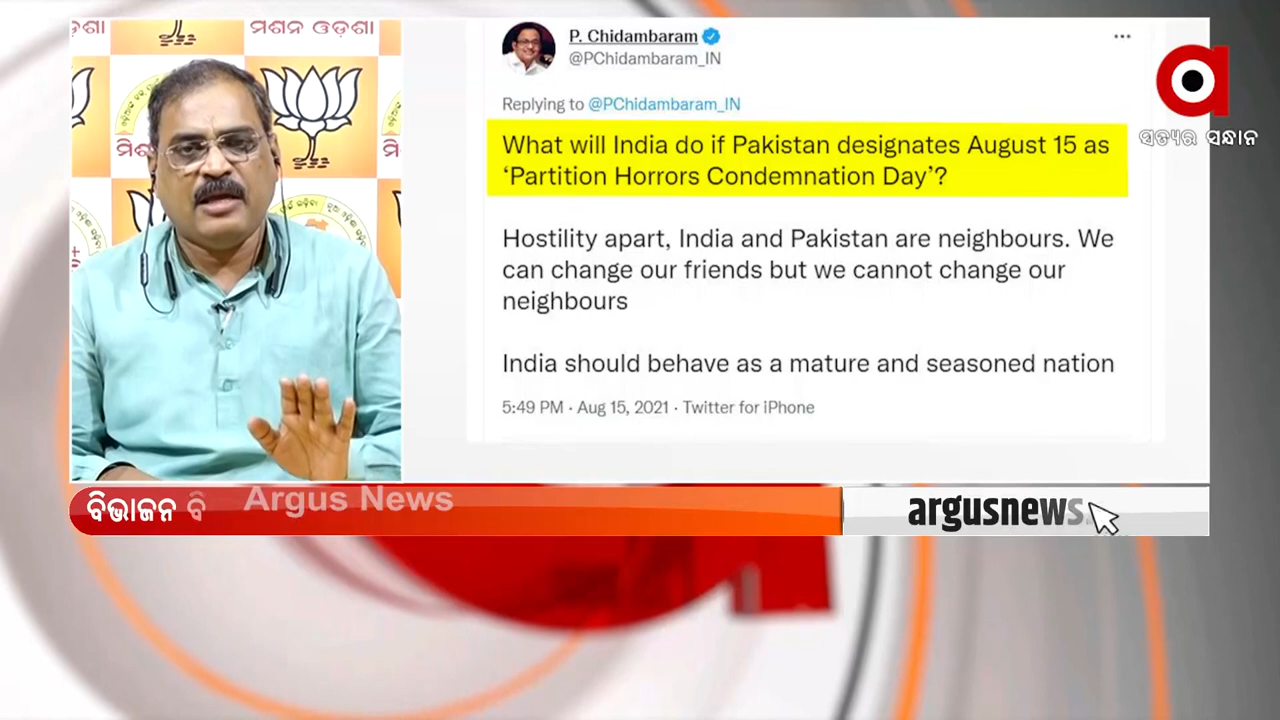 ମିଶନ ଓଡ଼ିଶା
P. Chidambaram
@PChidambaram_IN
Replying to @PChidambaram_IN
What will India do if Pakistan designates August 15 as
‘Partition Horrors Condemnation Day’?
Hostility apart, India and Pakistan are neighbours. We
can change our friends but we cannot change our
neighbours
India should behave as a mature and seasoned nation
5:49 PM · Aug 15, 2021 · Twitter for iPhone
ସତ୍ୟର ସନ୍ଧାନ
ବିଭାଜନ ବି
Argus News
argusnews